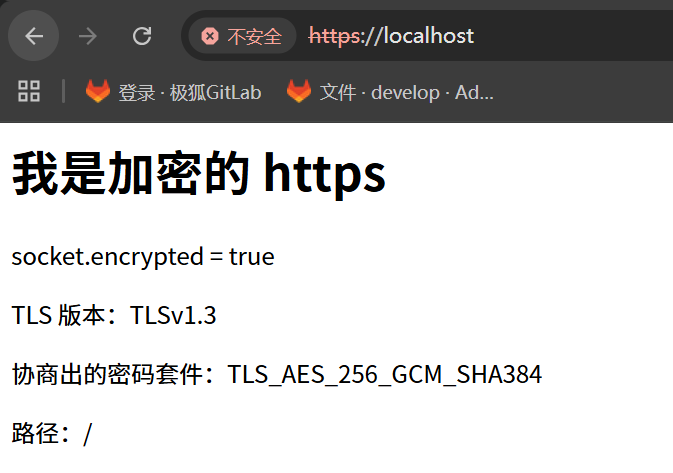 不安全 https://localhost
登录 · 极狐GitLab 文件 · develop · Ad...
我是加密的 https
socket.encrypted = true
TLS 版本：TLSv1.3
协商出的密码套件：TLS_AES_256_GCM_SHA384
路径：/